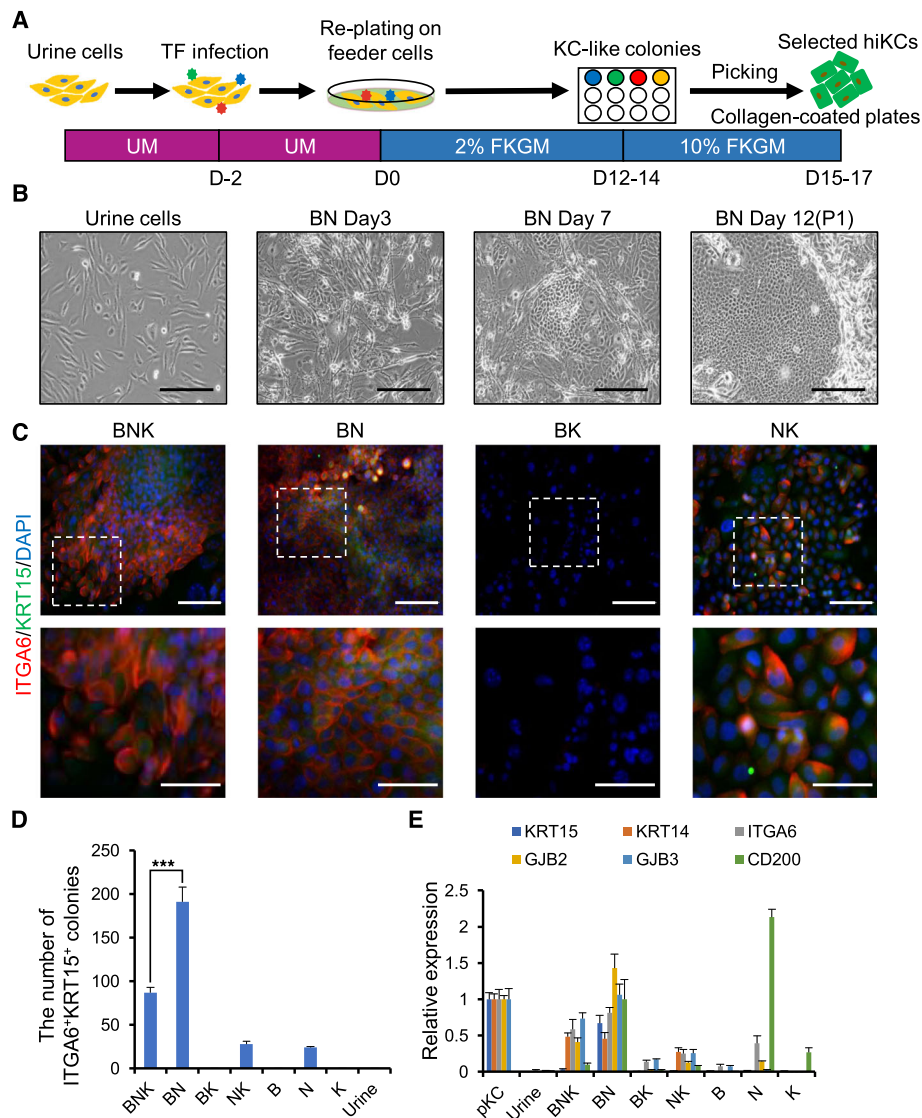 A
Urine cells
TF infection
Re-plating on
feeder cells
KC-like colonies
Picking
Selected hiKCs
Collagen-coated plates
UM
UM
2% FKGM
10% FKGM
D-2
D0
D12-14
D15-17
B
Urine cells
BN Day3
BN Day 7
BN Day 12(P1)
C
BNK
BN
BK
NK
ITGA6/KRT15/DAPI
D
The number of
ITGA6⁺KRT15⁺ colonies
250
200
150
100
50
0
***
BNK
BN
BK
NK
B
N
K
Urine
E
KRT15
KRT14
ITGA6
GJB2
GJB3
CD200
Relative expression
2.5
2
1.5
1
0.5
0
pKC
Urine
BNK
BN
BK
NK
B
N
K